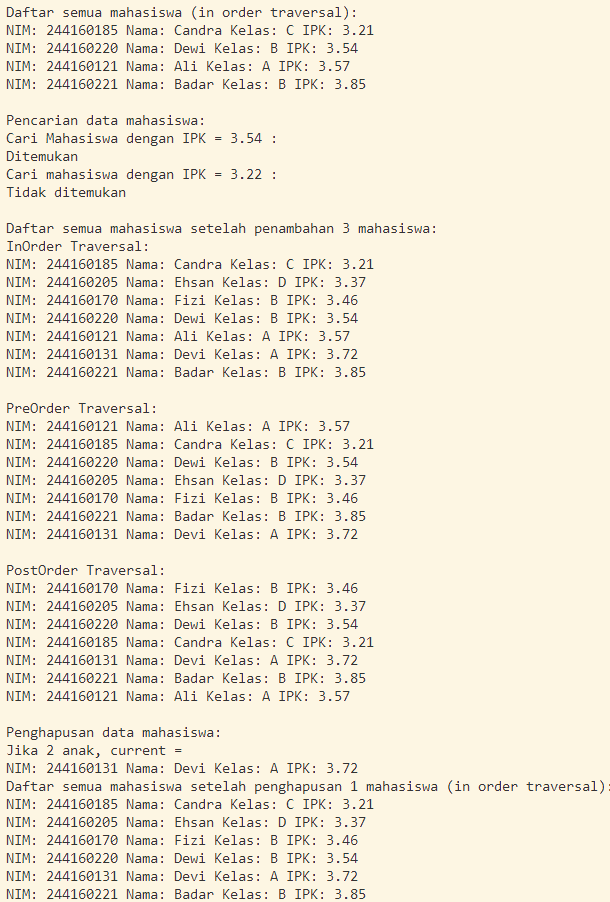 Daftar semua mahasiswa (in order traversal):
NIM: 244160185 Nama: Candra Kelas: C IPK: 3.21
NIM: 244160220 Nama: Dewi Kelas: B IPK: 3.54
NIM: 244160121 Nama: Ali Kelas: A IPK: 3.57
NIM: 244160221 Nama: Badar Kelas: B IPK: 3.85

Pencarian data mahasiswa:
Cari Mahasiswa dengan IPK = 3.54 :
Ditemukan
Cari mahasiswa dengan IPK = 3.22 :
Tidak ditemukan

Daftar semua mahasiswa setelah penambahan 3 mahasiswa:
InOrder Traversal:
NIM: 244160185 Nama: Candra Kelas: C IPK: 3.21
NIM: 244160205 Nama: Ehsan Kelas: D IPK: 3.37
NIM: 244160170 Nama: Fizi Kelas: B IPK: 3.46
NIM: 244160220 Nama: Dewi Kelas: B IPK: 3.54
NIM: 244160121 Nama: Ali Kelas: A IPK: 3.57
NIM: 244160131 Nama: Devi Kelas: A IPK: 3.72
NIM: 244160221 Nama: Badar Kelas: B IPK: 3.85

PreOrder Traversal:
NIM: 244160121 Nama: Ali Kelas: A IPK: 3.57
NIM: 244160185 Nama: Candra Kelas: C IPK: 3.21
NIM: 244160220 Nama: Dewi Kelas: B IPK: 3.54
NIM: 244160205 Nama: Ehsan Kelas: D IPK: 3.37
NIM: 244160170 Nama: Fizi Kelas: B IPK: 3.46
NIM: 244160221 Nama: Badar Kelas: B IPK: 3.85
NIM: 244160131 Nama: Devi Kelas: A IPK: 3.72

PostOrder Traversal:
NIM: 244160170 Nama: Fizi Kelas: B IPK: 3.46
NIM: 244160205 Nama: Ehsan Kelas: D IPK: 3.37
NIM: 244160220 Nama: Dewi Kelas: B IPK: 3.54
NIM: 244160185 Nama: Candra Kelas: C IPK: 3.21
NIM: 244160131 Nama: Devi Kelas: A IPK: 3.72
NIM: 244160221 Nama: Badar Kelas: B IPK: 3.85
NIM: 244160121 Nama: Ali Kelas: A IPK: 3.57

Penghapusan data mahasiswa:
Jika 2 anak, current =
NIM: 244160131 Nama: Devi Kelas: A IPK: 3.72
Daftar semua mahasiswa setelah penghapusan 1 mahasiswa (in order traversal):
NIM: 244160185 Nama: Candra Kelas: C IPK: 3.21
NIM: 244160205 Nama: Ehsan Kelas: D IPK: 3.37
NIM: 244160170 Nama: Fizi Kelas: B IPK: 3.46
NIM: 244160220 Nama: Dewi Kelas: B IPK: 3.54
NIM: 244160131 Nama: Devi Kelas: A IPK: 3.72
NIM: 244160221 Nama: Badar Kelas: B IPK: 3.85